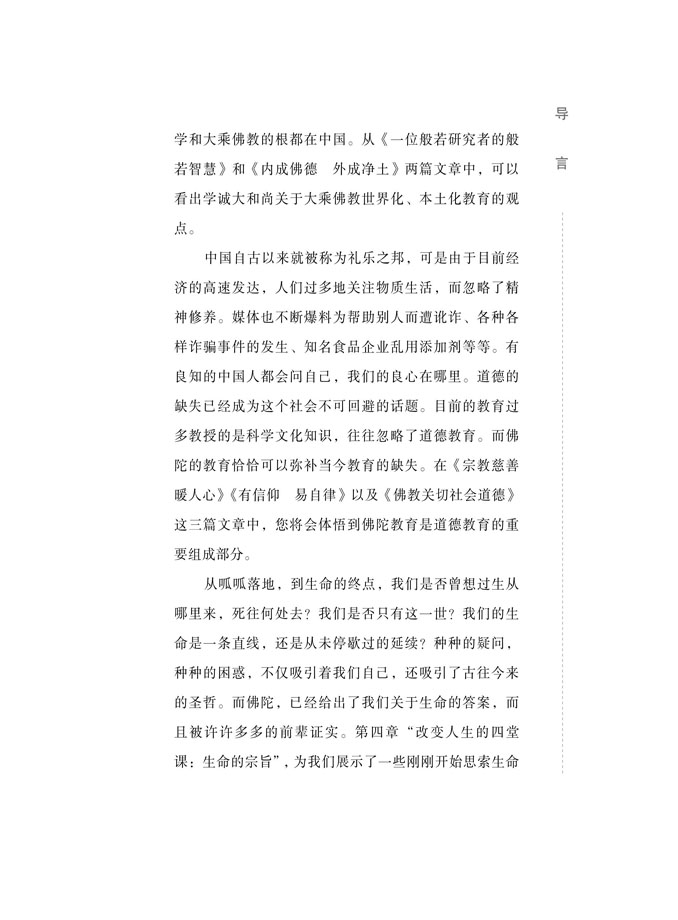 导
言
学和大乘佛教的根都在中国。从《一位般若研究者的般
若智慧》和《内成佛德　外成净土》两篇文章中，可以
看出学诚大和尚关于大乘佛教世界化、本土化教育的观
点。
中国自古以来就被称为礼乐之邦，可是由于目前经
济的高速发达，人们过多地关注物质生活，而忽略了精
神修养。媒体也不断爆料为帮助别人而遭讹诈、各种各
样诈骗事件的发生、知名食品企业乱用添加剂等等。有
良知的中国人都会问自己，我们的良心在哪里。道德的
缺失已经成为这个社会不可回避的话题。目前的教育过
多教授的是科学文化知识，往往忽略了道德教育。而佛
陀的教育恰恰可以弥补当今教育的缺失。在《宗教慈善
暖人心》《有信仰　易自律》以及《佛教关切社会道德》
这三篇文章中，您将会体悟到佛陀教育是道德教育的重
要组成部分。
从呱呱落地，到生命的终点，我们是否曾想过生从
哪里来，死往何处去？我们是否只有这一世？我们的生
命是一条直线，还是从未停歇过的延续？种种的疑问，
种种的困惑，不仅吸引着我们自己，还吸引了古往今来
的圣哲。而佛陀，已经给出了我们关于生命的答案，而
且被许许多多的前辈证实。第四章“改变人生的四堂
课：生命的宗旨”，为我们展示了一些刚刚开始思索生命